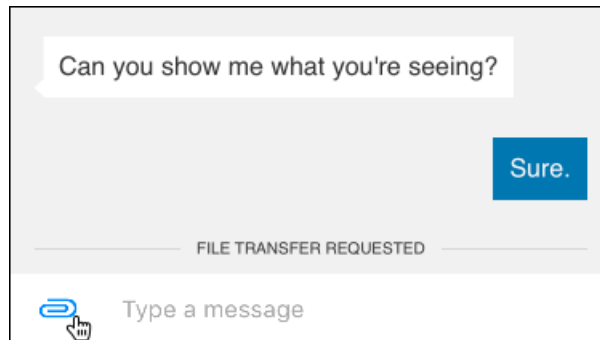 Can you show me what you're seeing?
Sure.
FILE TRANSFER REQUESTED
Type a message